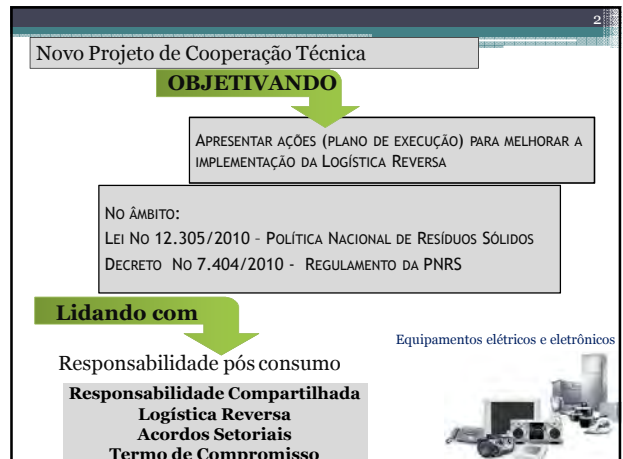 2
Novo Projeto de Cooperação Técnica
OBJETIVANDO
APRESENTAR AÇÕES (PLANO DE EXECUÇÃO) PARA MELHORAR A
IMPLEMENTAÇÃO DA LOGÍSTICA REVERSA
NO ÂMBITO:
LEI NO 12.305/2010 – POLÍTICA NACIONAL DE RESÍDUOS SÓLIDOS
DECRETO NO 7.404/2010 - REGULAMENTO DA PNRS
Lidando com
Equipamentos elétricos e eletrônicos
Responsabilidade pós consumo
Responsabilidade Compartilhada
Logística Reversa
Acordos Setoriais
Termo de Compromisso